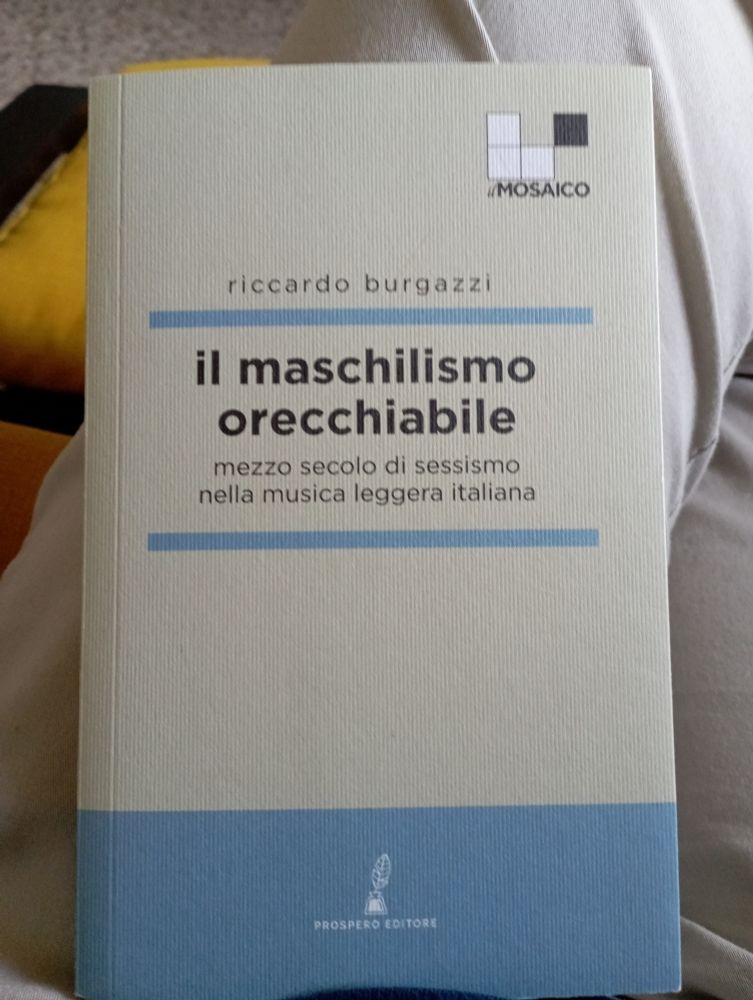 il MOSAICO
riccardo burgazzi
il maschilismo
orecchiabile
mezzo secolo di sessismo
nella musica leggera italiana
PROSPERO EDITORE